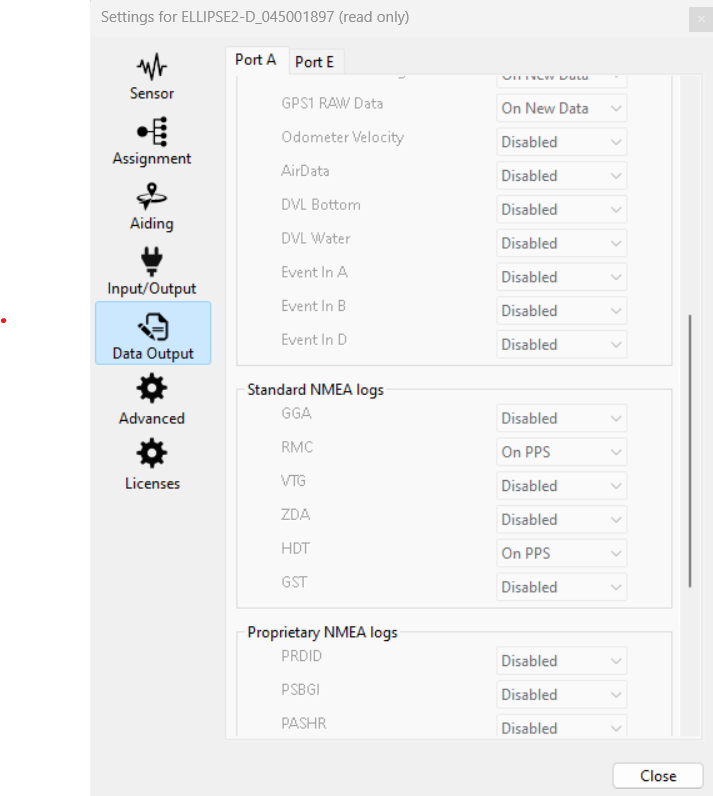 Settings for ELLIPSE2-D_045001897 (read only)
Sensor
Assignment
Aiding
Input/Output
Data Output
Advanced
Licenses
Port A
Port E
On New Data
GPS1 RAW Data On New Data
Odometer Velocity Disabled
AirData Disabled
DVL Bottom Disabled
DVL Water Disabled
Event In A Disabled
Event In B Disabled
Event In D Disabled
Standard NMEA logs
GGA Disabled
RMC On PPS
VTG Disabled
ZDA Disabled
HDT On PPS
GST Disabled
Proprietary NMEA logs
PRDID Disabled
PSBGI Disabled
PASHR Disabled
Close